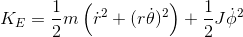 K_E = \frac{1}{2} m \left( \dot{r}^2 + (r\dot{\theta})^2 \right) + \frac{1}{2} J \dot{\phi}^2